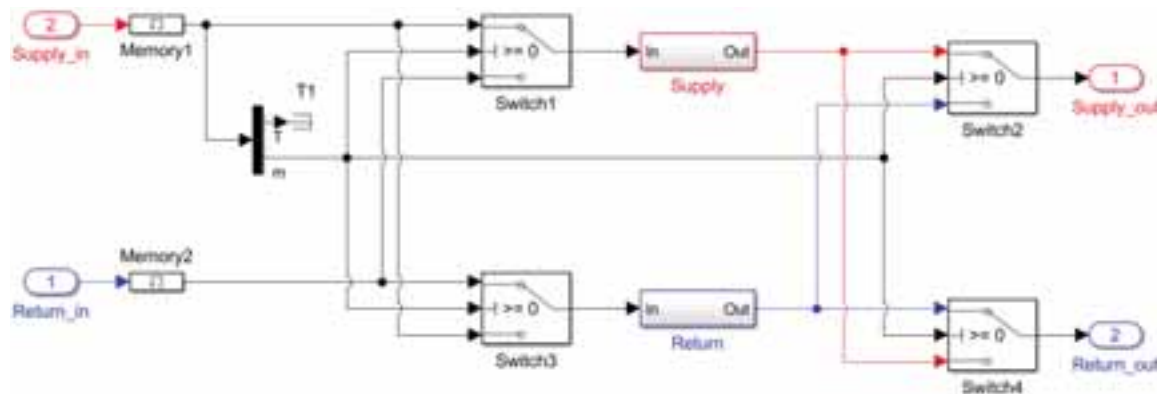 2
Supply_in
Memory1
T1
T
m
>= 0
Switch1
In Out
Supply
>= 0
Switch2
1
Supply_out
1
Return_in
Memory2
>= 0
Switch3
In Out
Return
>= 0
Switch4
2
Return_out